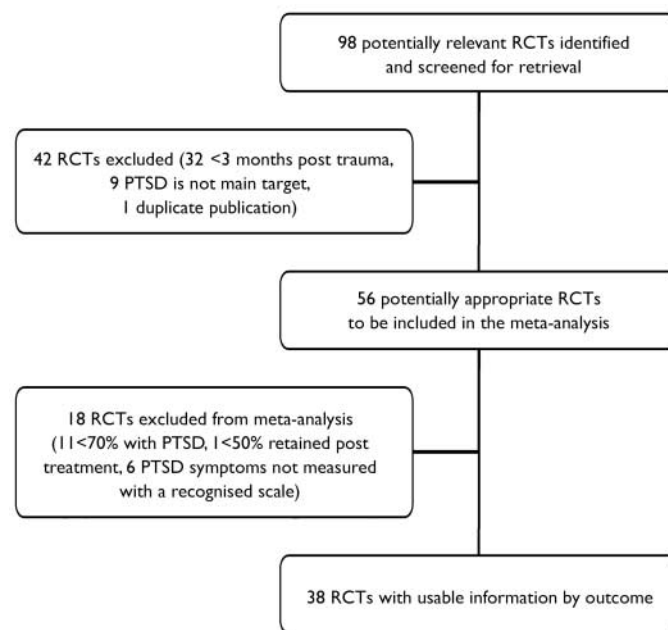 98 potentially relevant RCTs identified
and screened for retrieval
42 RCTs excluded (32 <3 months post trauma,
9 PTSD is not main target,
1 duplicate publication)
56 potentially appropriate RCTs
to be included in the meta-analysis
18 RCTs excluded from meta-analysis
(11<70% with PTSD, 1<50% retained post
treatment, 6 PTSD symptoms not measured
with a recognised scale)
38 RCTs with usable information by outcome